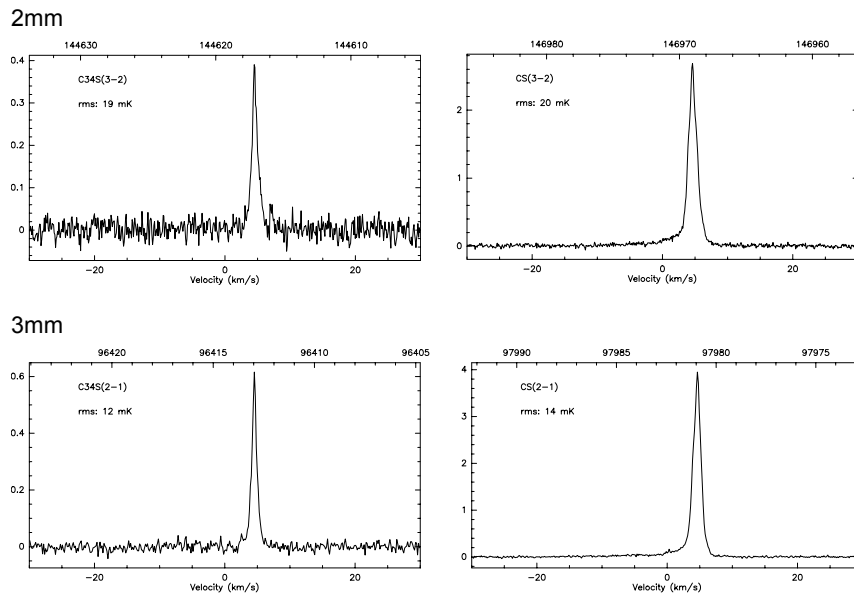 2mm
144630 144620 144610
C34S(3-2)
rms: 19 mK
0.4
0.3
0.2
0.1
0
-20 0 20
Velocity (km/s)
146980 146970 146960
CS(3-2)
rms: 20 mK
2
1
0
-20 0 20
Velocity (km/s)
3mm
96420 96415 96410 96405
C34S(2-1)
rms: 12 mK
0.6
0.4
0.2
0
-20 0 20
Velocity (km/s)
97990 97985 97980 97975
CS(2-1)
rms: 14 mK
4
3
2
1
0
-20 0 20
Velocity (km/s)